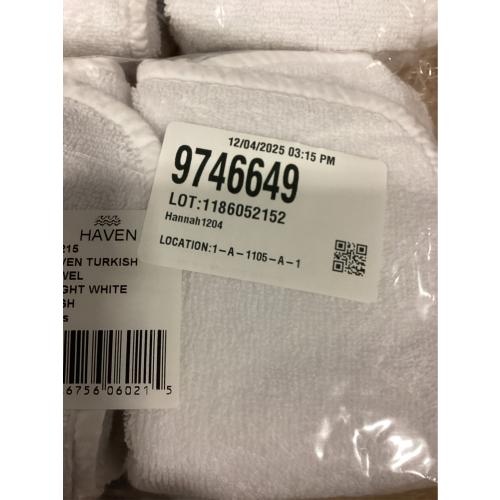 12/04/2025 03:15 PM
9746649
LOT:1186052152
Hannah1204
LOCATION:1-A-1105-A-1
HAVEN
215
VEN TURKISH
WEL
GHT WHITE
SH
s
6756 06021 5